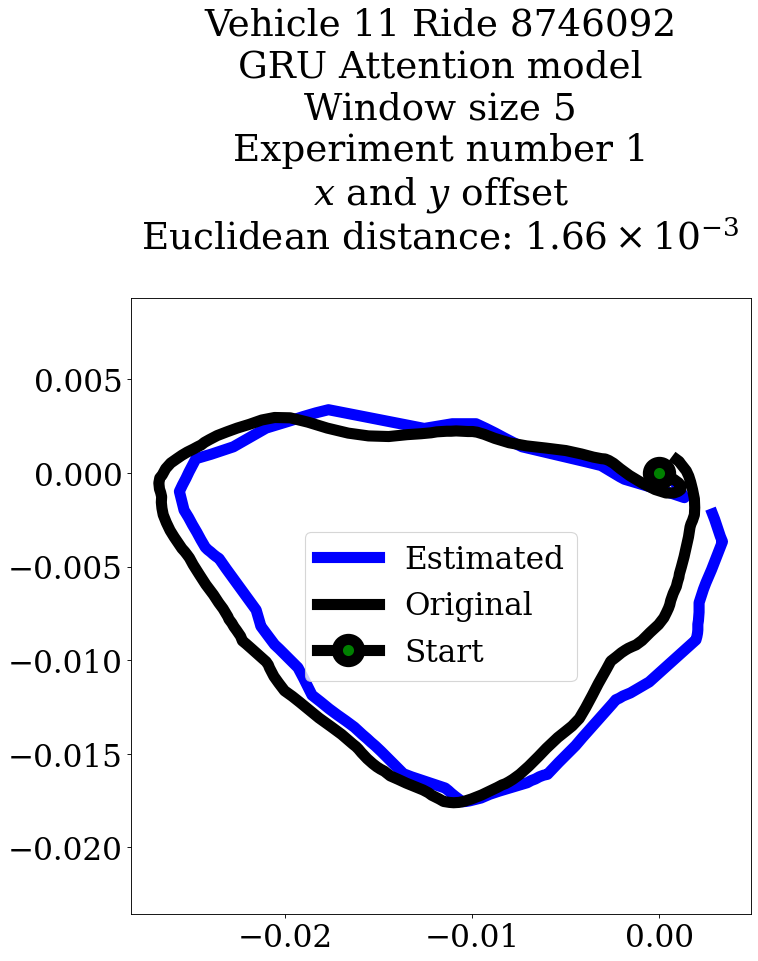 Vehicle 11 Ride 8746092
GRU Attention model
Window size 5
Experiment number 1
x and y offset
Euclidean distance: 1.66 × 10⁻³
0.005
0.000
−0.005
−0.010
−0.015
−0.020
Estimated
Original
Start
−0.02 −0.01 0.00